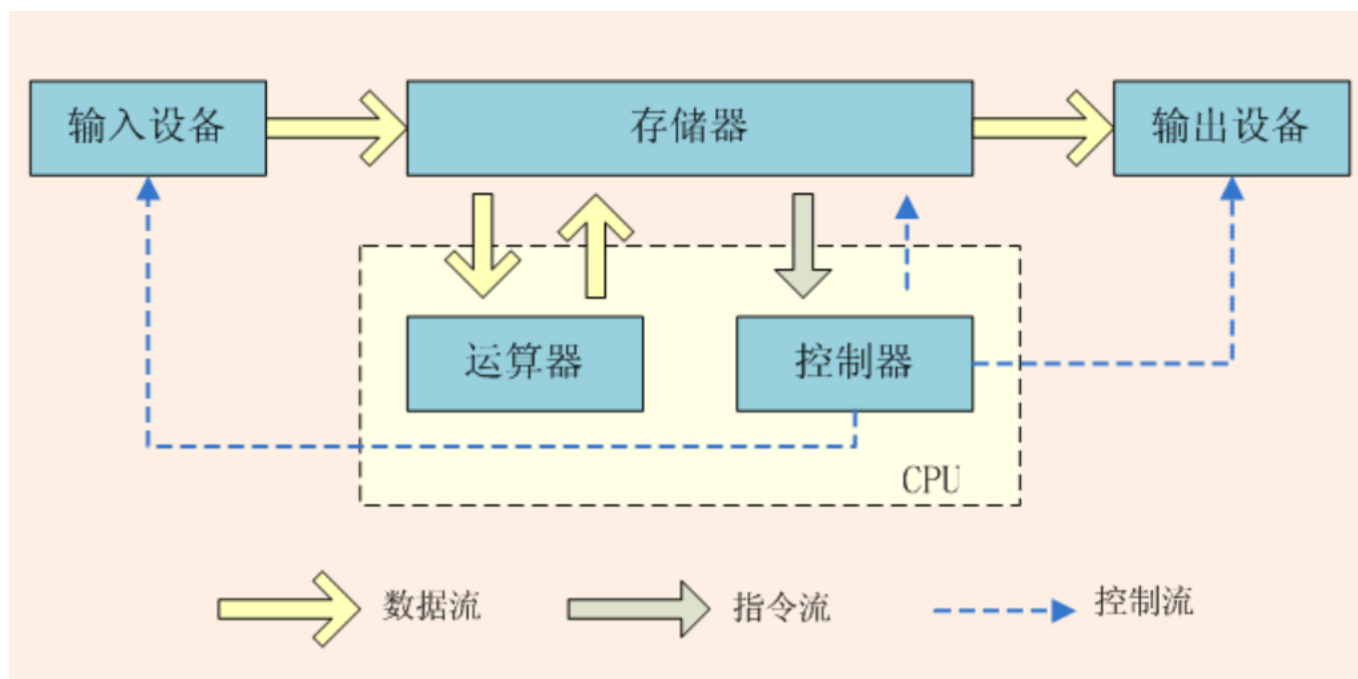 输入设备
存储器
输出设备
运算器
控制器
CPU
数据流
指令流
控制流